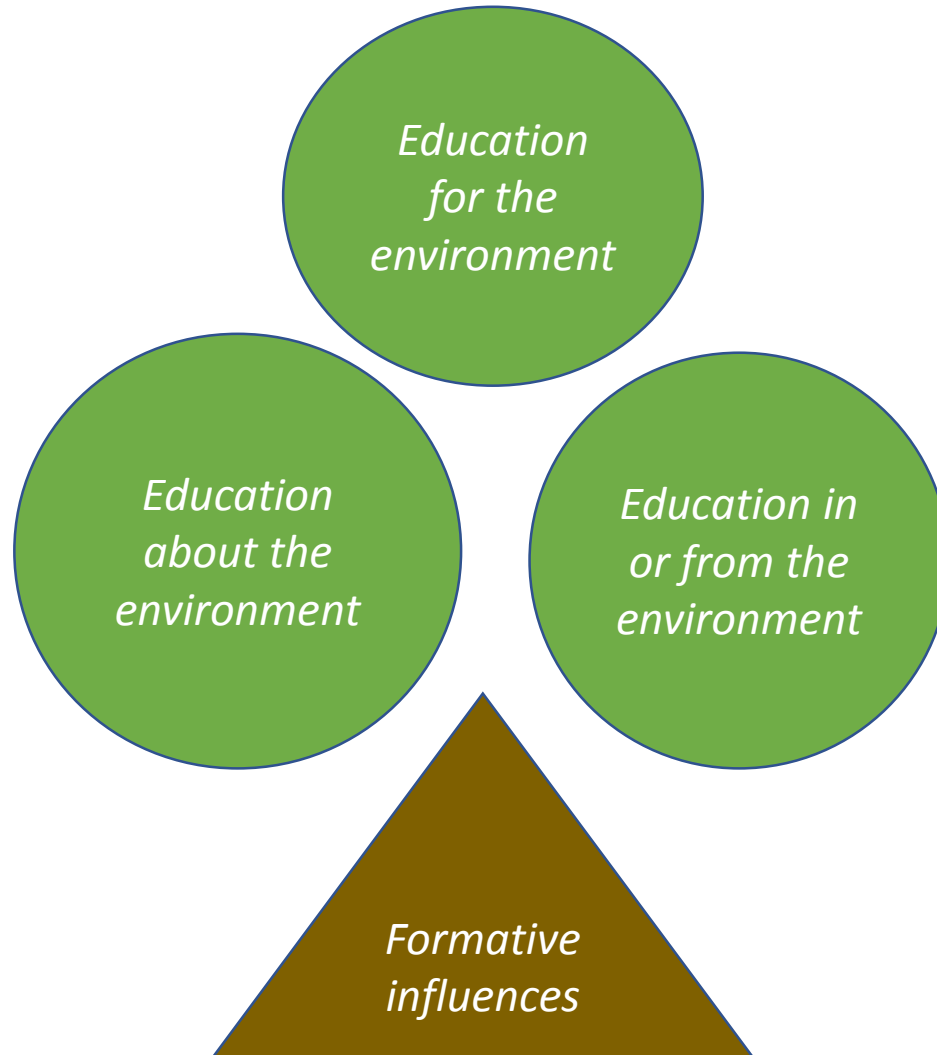 Education
for the
environment
Education
about the
environment
Education in
or from the
environment
Formative
influences